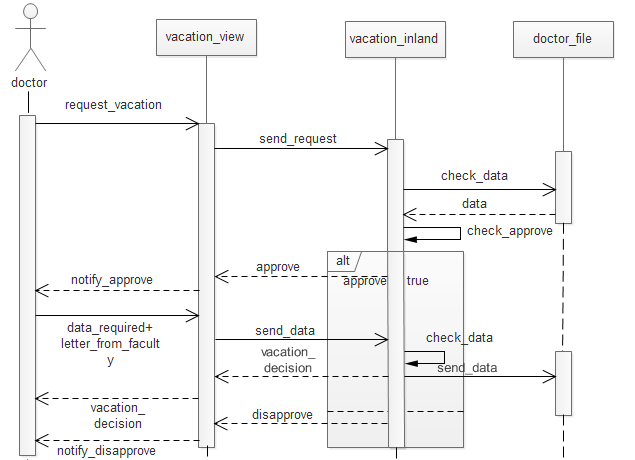 vacation_view
vacation_inland
doctor_file
doctor
request_vacation
send_request
check_data
data
check_approve
alt
approve
notify_approve
approve true
data_required+
letter_from_facult
y
send_data
check_data
vacation_
decision
send_data
vacation_
decision
disapprove
notify_disapprove